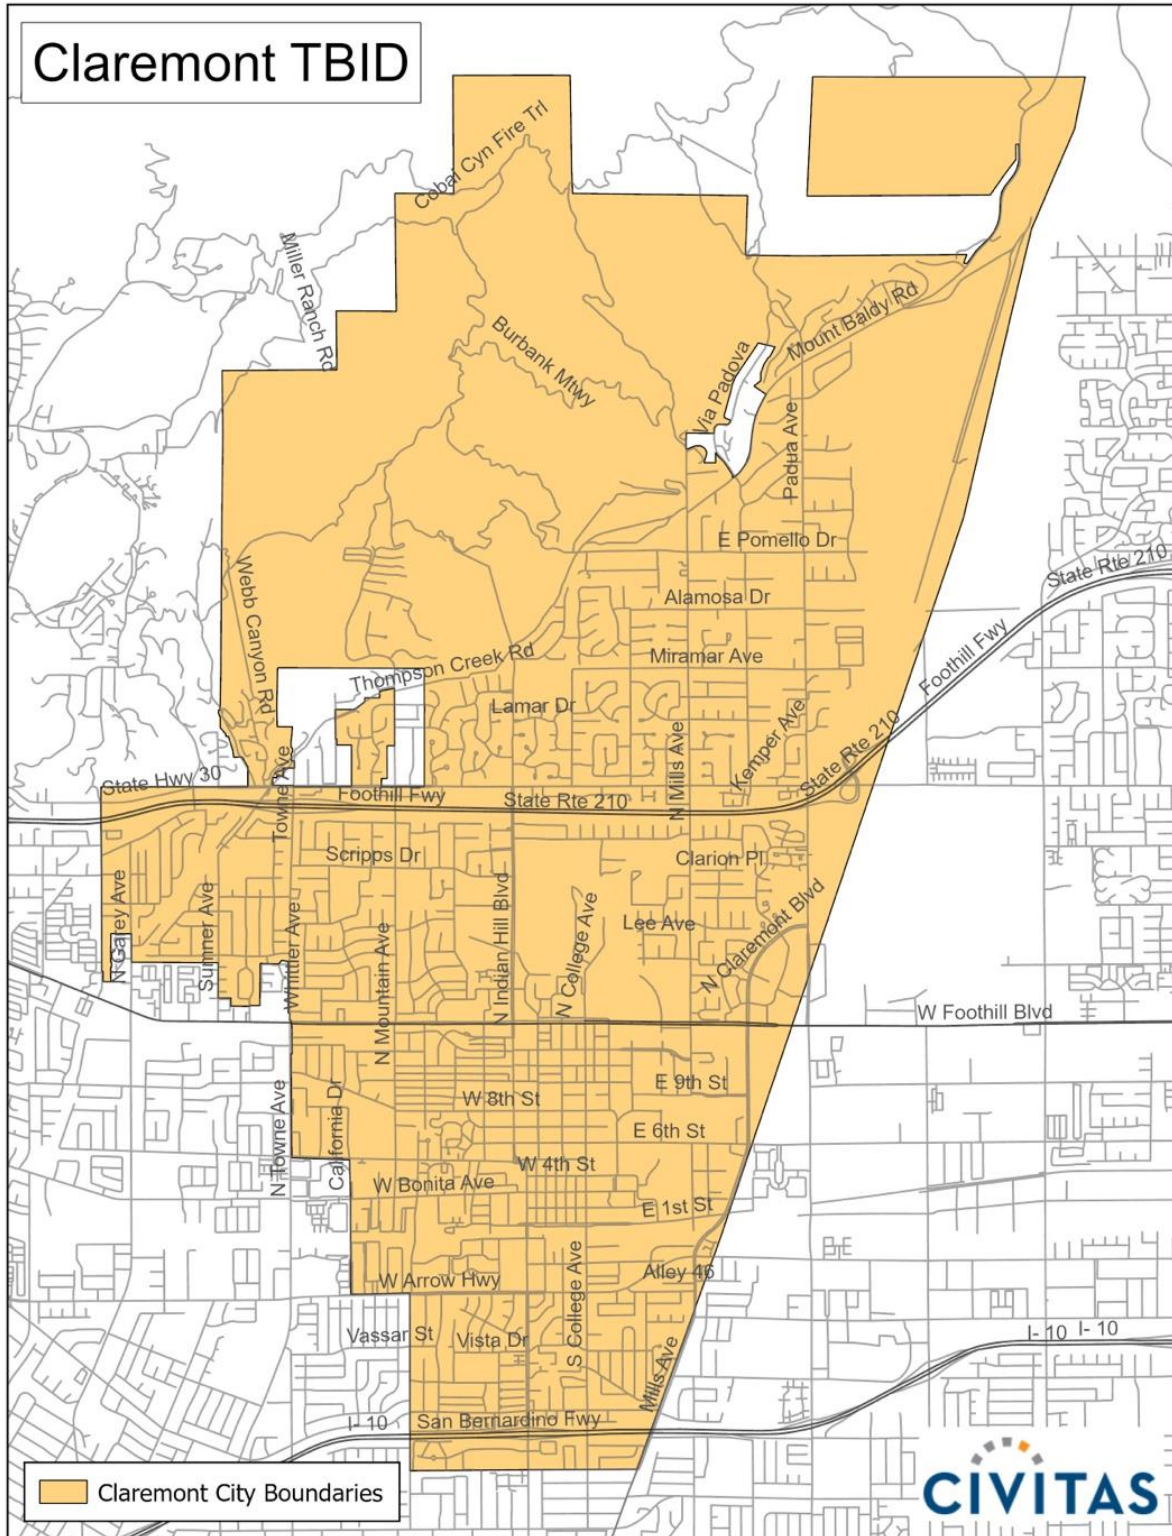 Claremont TBID
Cobal Cyn Fire Trl
Miller Ranch Rd
Burbank Mtwy
Mount Baldy Rd
Via Padova
Padua Ave
E Pomello Dr
State Rte 210
Webb Canyon Rd
Alamosa Dr
Foothill Fwy
Miramar Ave
Thompson Creek Rd
Lamar Dr
N Mills Ave
Kemper Ave
State Rte 210
State Hwy 30
Towne Ave
Foothill Fwy
State Rte 210
Scripps Dr
Clarion Pl
N Garey Ave
Sumner Ave
Whittier Ave
N Mountain Ave
N Indian Hill Blvd
N College Ave
Lee Ave
N Claremont Blvd
W Foothill Blvd
N Towne Ave
California Dr
W 8th St
E 9th St
E 6th St
W 4th St
W Bonita Ave
E 1st St
W Arrow Hwy
S College Ave
Alley 46
Vassar St
Vista Dr
Mills Ave
I- 10
I- 10
I- 10
San Bernardino Fwy
Claremont City Boundaries
CIVITAS